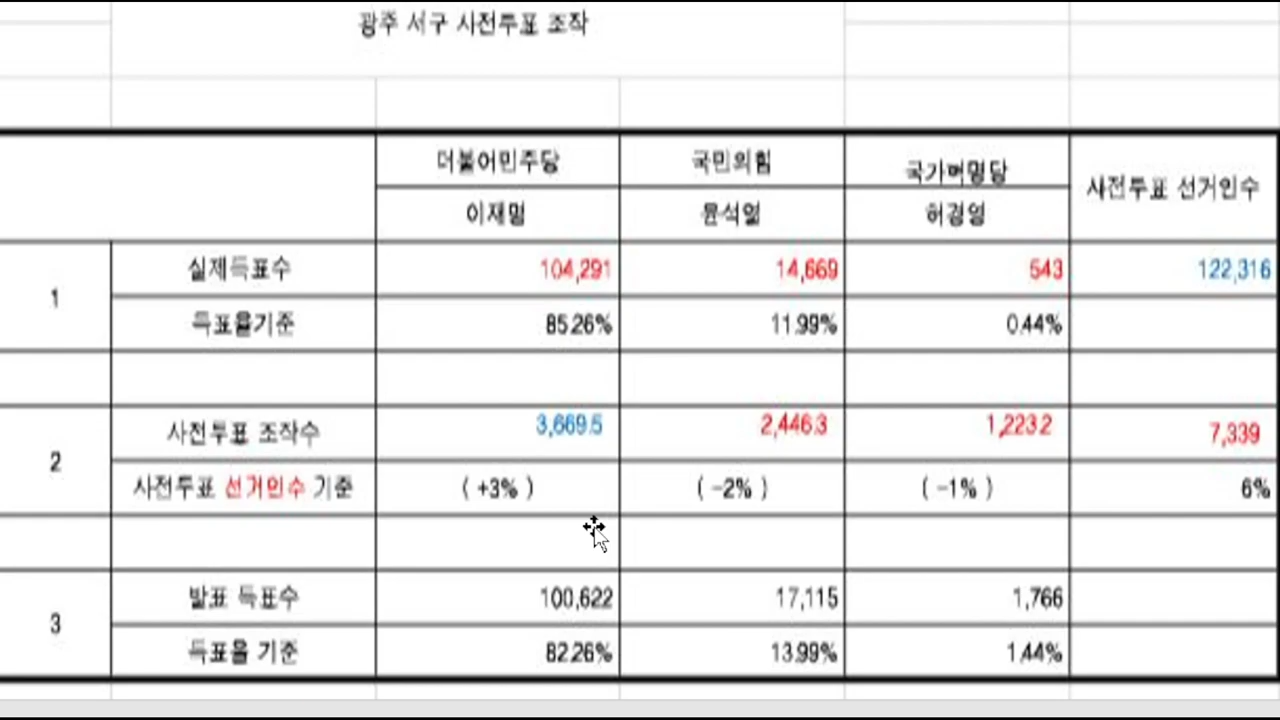 광주 서구 사전투표 조작
더불어민주당 국민의힘 국가혁명당 사전투표 선거인수
이재명 윤석열 허경영
1 실제득표수 104,291 14,669 543 122,316
득표율기준 85.26% 11.99% 0.44%
2 사전투표 조작수 3,669.5 2,446.3 1,223.2 7,339
사전투표 선거인수 기준 ( +3% ) ( -2% ) ( -1% ) 6%
3 발표 득표수 100,622 17,115 1,766
득표율 기준 82.26% 13.99% 1.44%